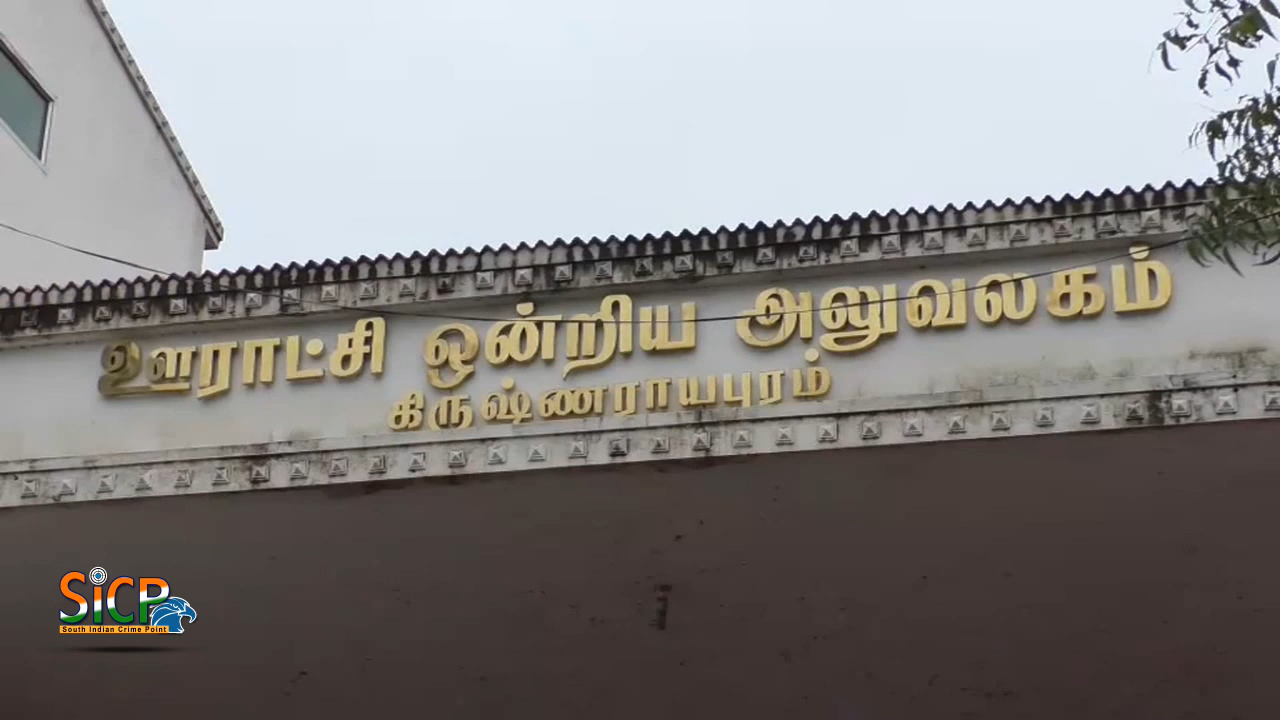 ஊராட்சி ஒன்றிய அலுவலகம்
கிருஷ்ணராயபுரம்
SiCP
South Indian Crime Point